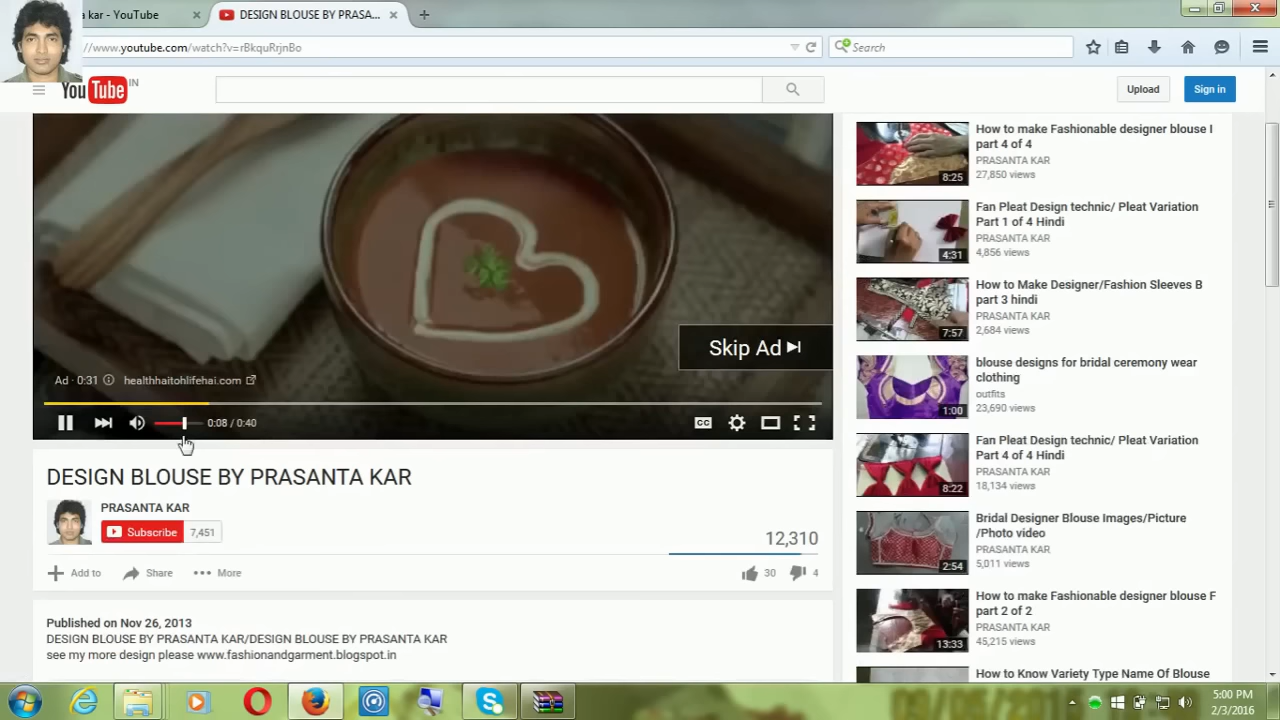 a kar - YouTube
DESIGN BLOUSE BY PRASA...
//www.youtube.com/watch?v=rBkquRrjnBo
Search
YouTube IN
Upload
Sign in
Skip Ad
Ad · 0:31
healthhaitohlifehai.com
0:08 / 0:40
CC
DESIGN BLOUSE BY PRASANTA KAR
PRASANTA KAR
Subscribe
7,451
12,310
Add to
Share
More
30
4
Published on Nov 26, 2013
DESIGN BLOUSE BY PRASANTA KAR/DESIGN BLOUSE BY PRASANTA KAR
How to make Fashionable designer blouse I
part 4 of 4
PRASANTA KAR
27,850 views
8:25
Fan Pleat Design technic/ Pleat Variation
Part 1 of 4 Hindi
PRASANTA KAR
4,856 views
4:31
How to Make Designer/Fashion Sleeves B
part 3 hindi
PRASANTA KAR
2,684 views
7:57
blouse designs for bridal ceremony wear
clothing
outfits
23,690 views
1:00
Fan Pleat Design technic/ Pleat Variation
Part 4 of 4 Hindi
PRASANTA KAR
18,134 views
8:22
Bridal Designer Blouse Images/Picture
/Photo video
PRASANTA KAR
5,011 views
2:54
How to make Fashionable designer blouse F
part 2 of 2
PRASANTA KAR
45,215 views
13:33
How to Know Variety Type Name Of Blouse
5:00 PM
2/3/2016